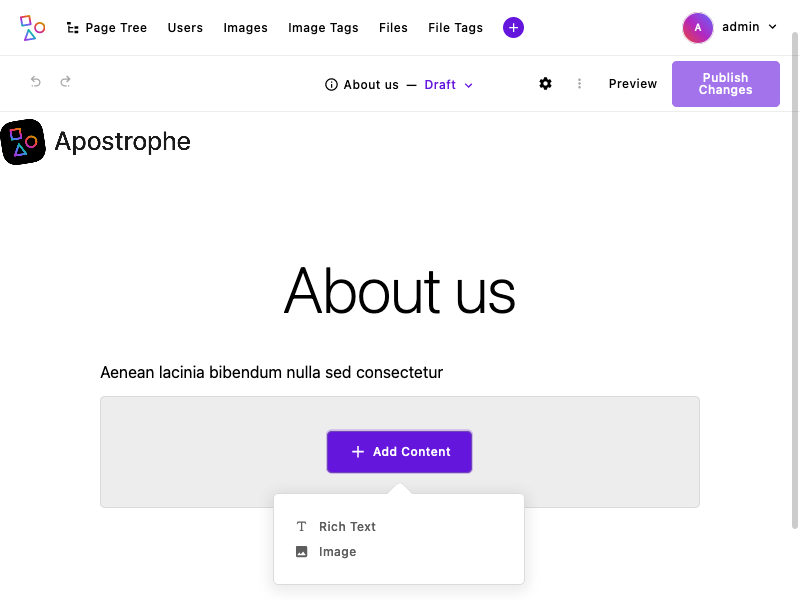 Page Tree Users Images Image Tags Files File Tags A admin
About us — Draft Preview Publish Changes
Apostrophe
About us
Aenean lacinia bibendum nulla sed consectetur
Add Content
Rich Text
Image